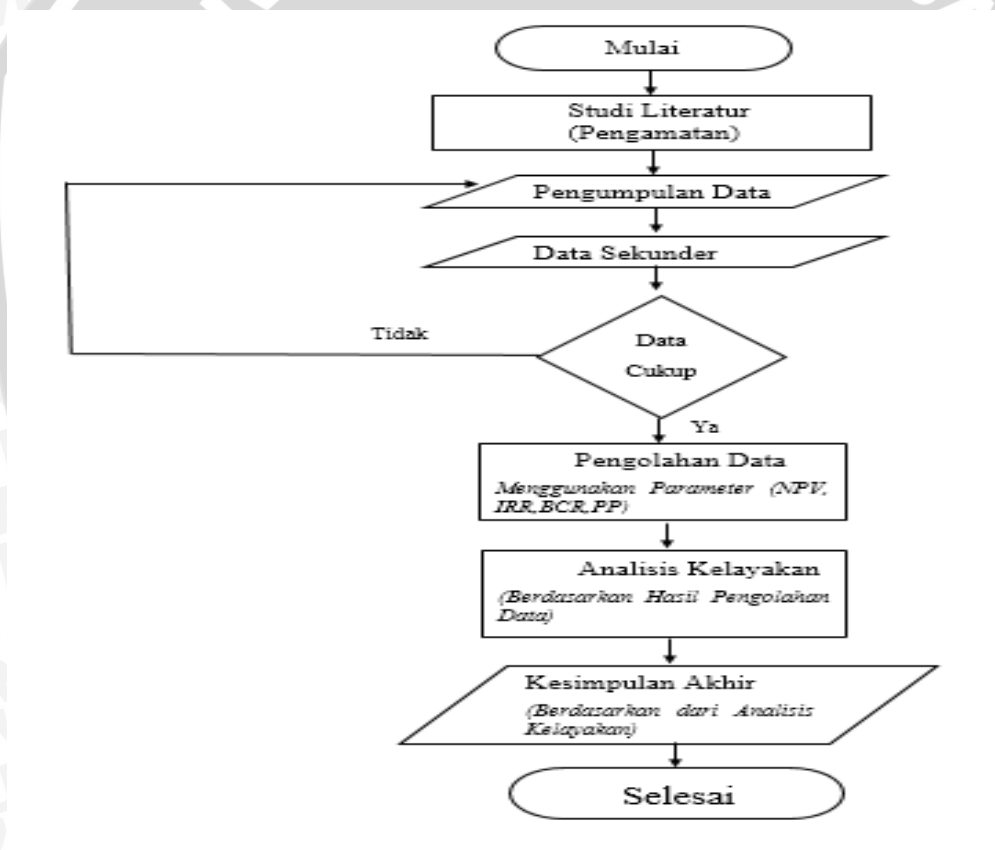 Mulai
Studi Literatur
(Pengamatan)
Pengumpulan Data
Data Sekunder
Tidak
Data
Cukup
Ya
Pengolahan Data
Menggunakan Parameter (NPV,
IRR,BCR,PP)
Analisis Kelayakan
(Berdasarkan Hasil Pengolahan
Data)
Kesimpulan Akhir
(Berdasarkan dari Analisis
Kelayakan)
Selesai